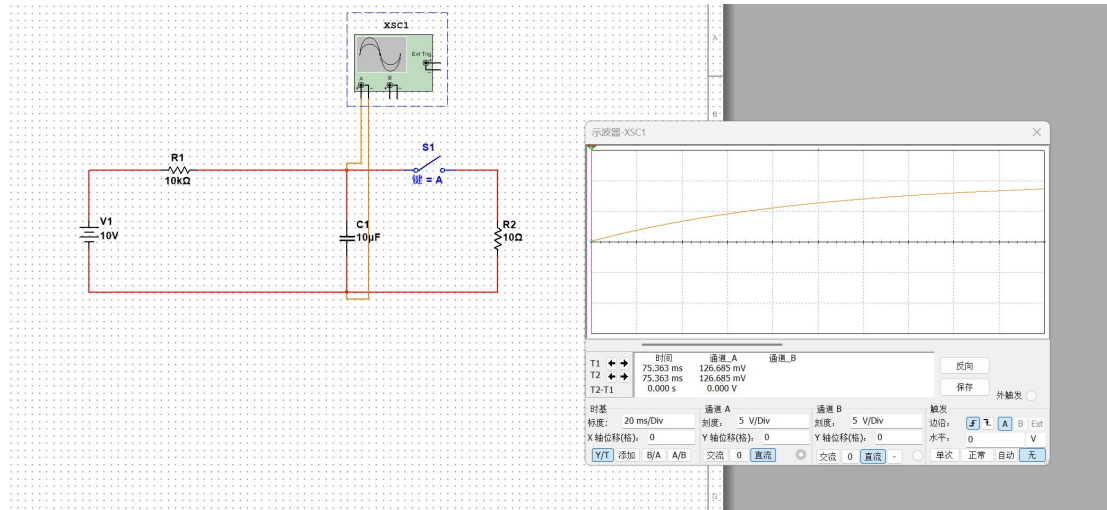 XSC1
Ext Trig
A
B
S1
键 = A
R1
10kΩ
V1
10V
C1
10µF
R2
10Ω
A
B
G
示波器-XSC1
时间 通道_A 通道_B
T1 75.363 ms 126.685 mV
T2 75.363 ms 126.685 mV
T2-T1 0.000 s 0.000 V
反向
保存
外触发
时基
标度: 20 ms/Div
X 轴位移(格): 0
Y/T 添加 B/A A/B
通道 A
刻度: 5 V/Div
Y 轴位移(格): 0
交流 0 直流
通道 B
刻度: 5 V/Div
Y 轴位移(格): 0
交流 0 直流 -
触发
边沿: A B Ext
水平: 0 V
单次 正常 自动 无